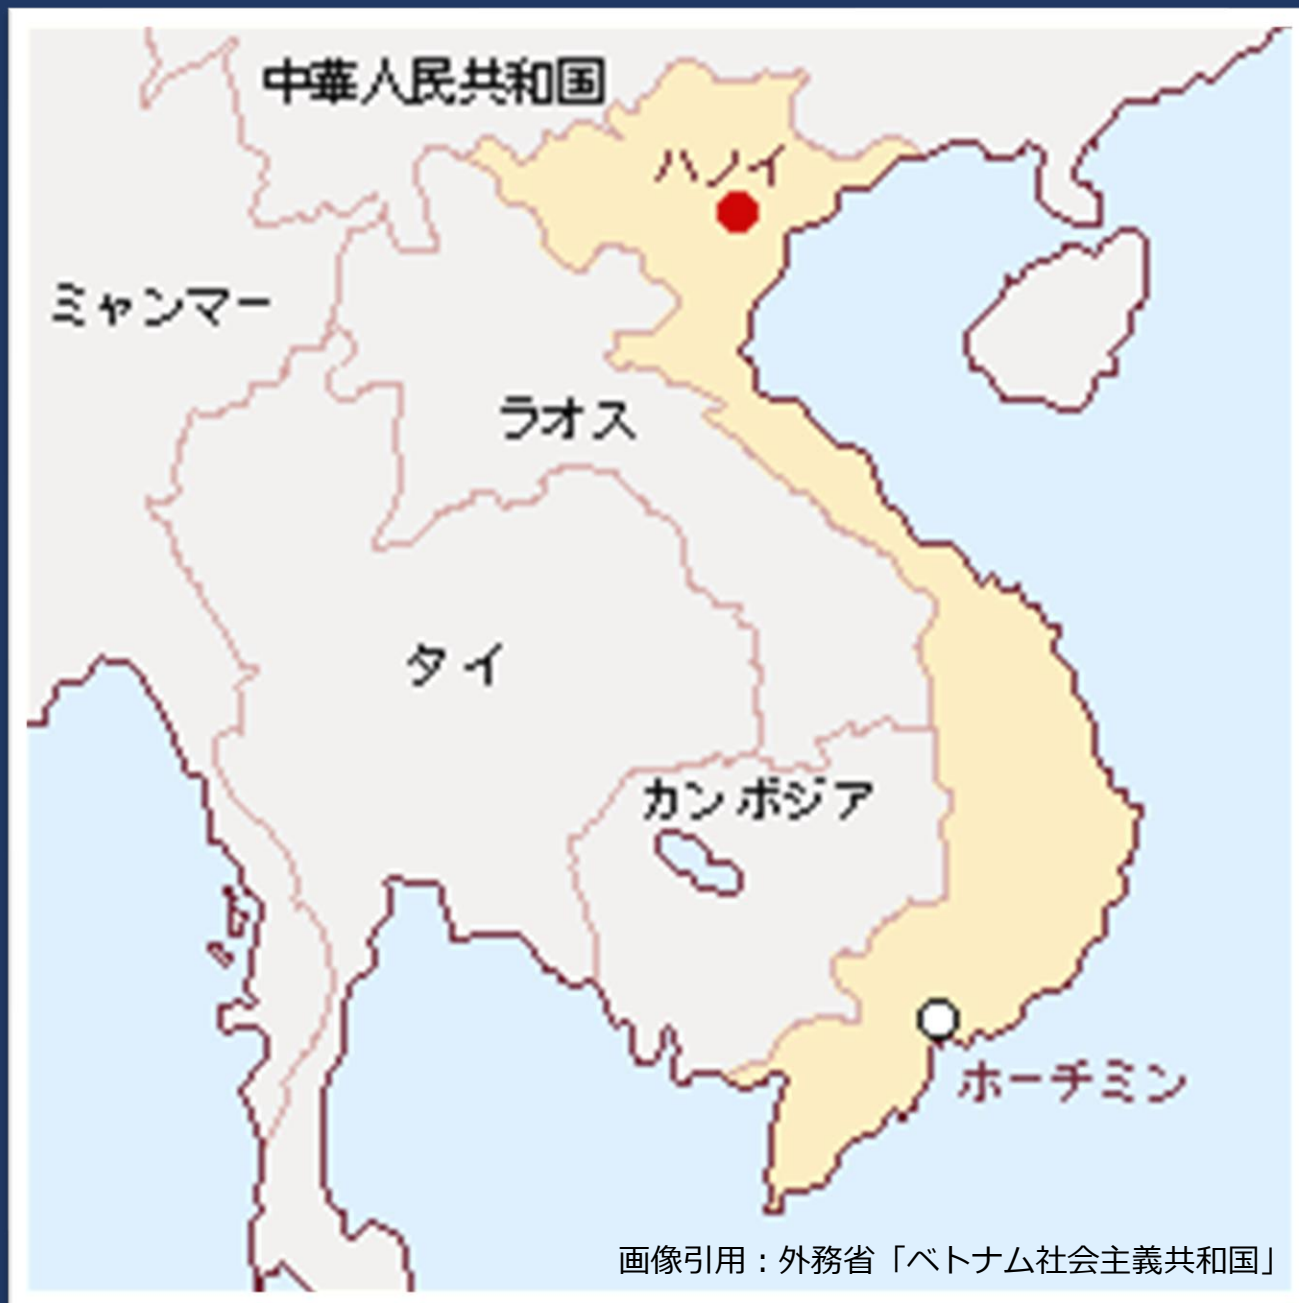 中華人民共和国
ハノイ
ミャンマー
ラオス
タイ
カンボジア
ホーチミン
画像引用：外務省「ベトナム社会主義共和国」